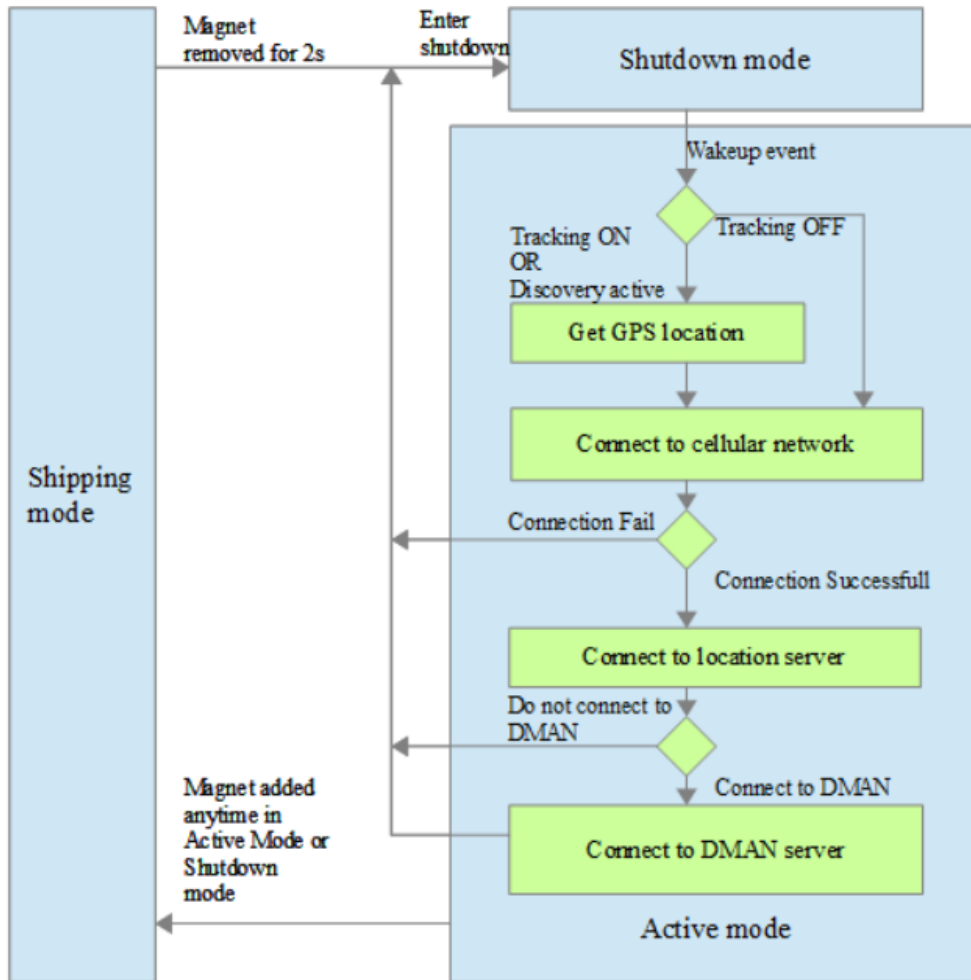 Magnet
removed for 2s
Enter
shutdown
Shutdown mode
Wakeup event
Tracking OFF
Tracking ON
OR
Discovery active
Get GPS location
Connect to cellular network
Shipping
mode
Connection Fail
Connection Successfull
Connect to location server
Do not connect to
DMAN
Connect to DMAN
Magnet added
anytime in
Active Mode or
Shutdown
mode
Connect to DMAN server
Active mode